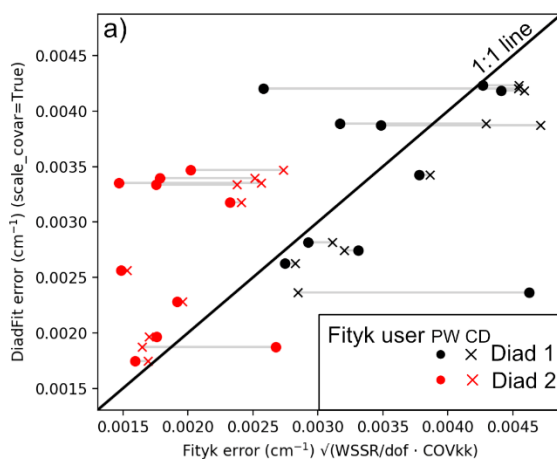 a)
1:1 line
DiadFit error (cm⁻¹) (scale_covar=True)
0.0045
0.0040
0.0035
0.0030
0.0025
0.0020
0.0015
Fityk user PW CD
Diad 1
Diad 2
0.0015 0.0020 0.0025 0.0030 0.0035 0.0040 0.0045
Fityk error (cm⁻¹) √(WSSR/dof · COVkk)